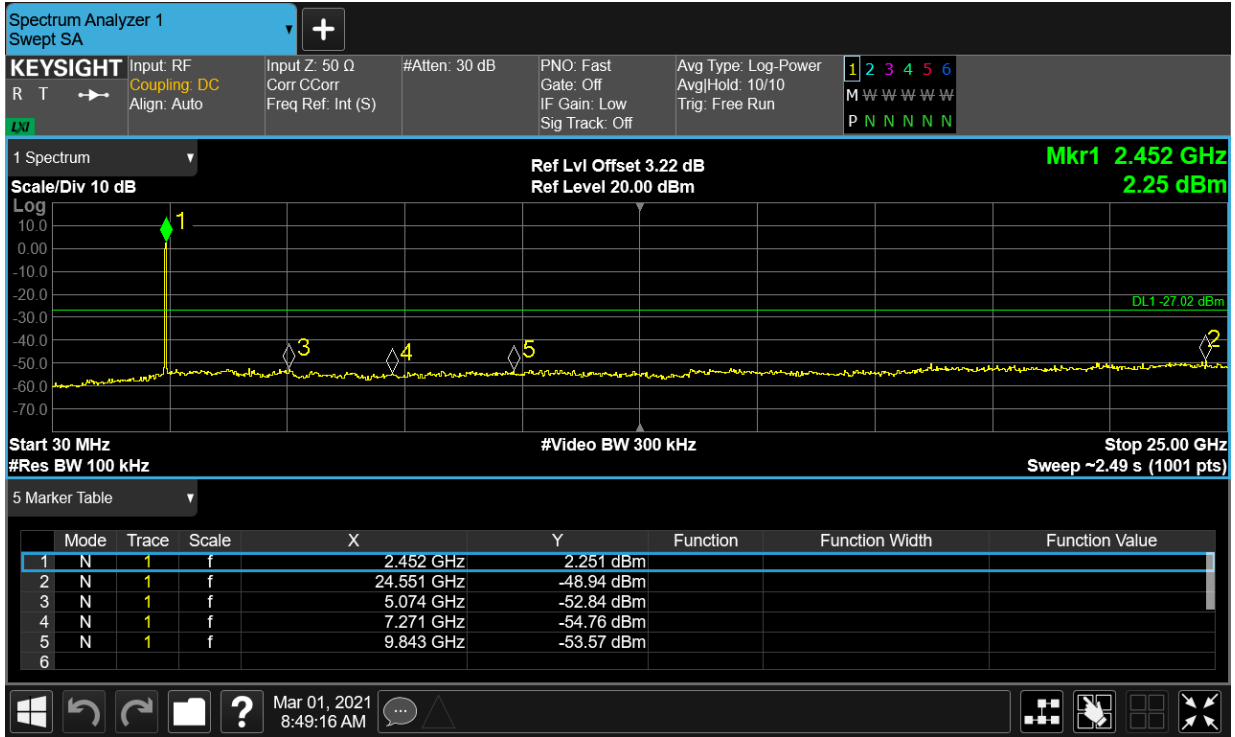 Spectrum Analyzer 1
Swept SA
KEYSIGHT
R T
LXI
Input: RF
Coupling: DC
Align: Auto
Input Z: 50 Ω
Corr CCorr
Freq Ref: Int (S)
#Atten: 30 dB
PNO: Fast
Gate: Off
IF Gain: Low
Sig Track: Off
Avg Type: Log-Power
Avg|Hold: 10/10
Trig: Free Run
1 2 3 4 5 6
M W W W W W
P N N N N N
1 Spectrum
Scale/Div 10 dB
Ref Lvl Offset 3.22 dB
Ref Level 20.00 dBm
Mkr1 2.452 GHz
2.25 dBm
Log
10.0
0.00
-10.0
-20.0
-30.0
-40.0
-50.0
-60.0
-70.0
1
DL1 -27.02 dBm
3
4
5
2
Start 30 MHz
#Video BW 300 kHz
Stop 25.00 GHz
#Res BW 100 kHz
Sweep ~2.49 s (1001 pts)
5 Marker Table
Mode Trace Scale X Y Function Function Width Function Value
1 N 1 f 2.452 GHz 2.251 dBm
2 N 1 f 24.551 GHz -48.94 dBm
3 N 1 f 5.074 GHz -52.84 dBm
4 N 1 f 7.271 GHz -54.76 dBm
5 N 1 f 9.843 GHz -53.57 dBm
6
?
Mar 01, 2021
8:49:16 AM